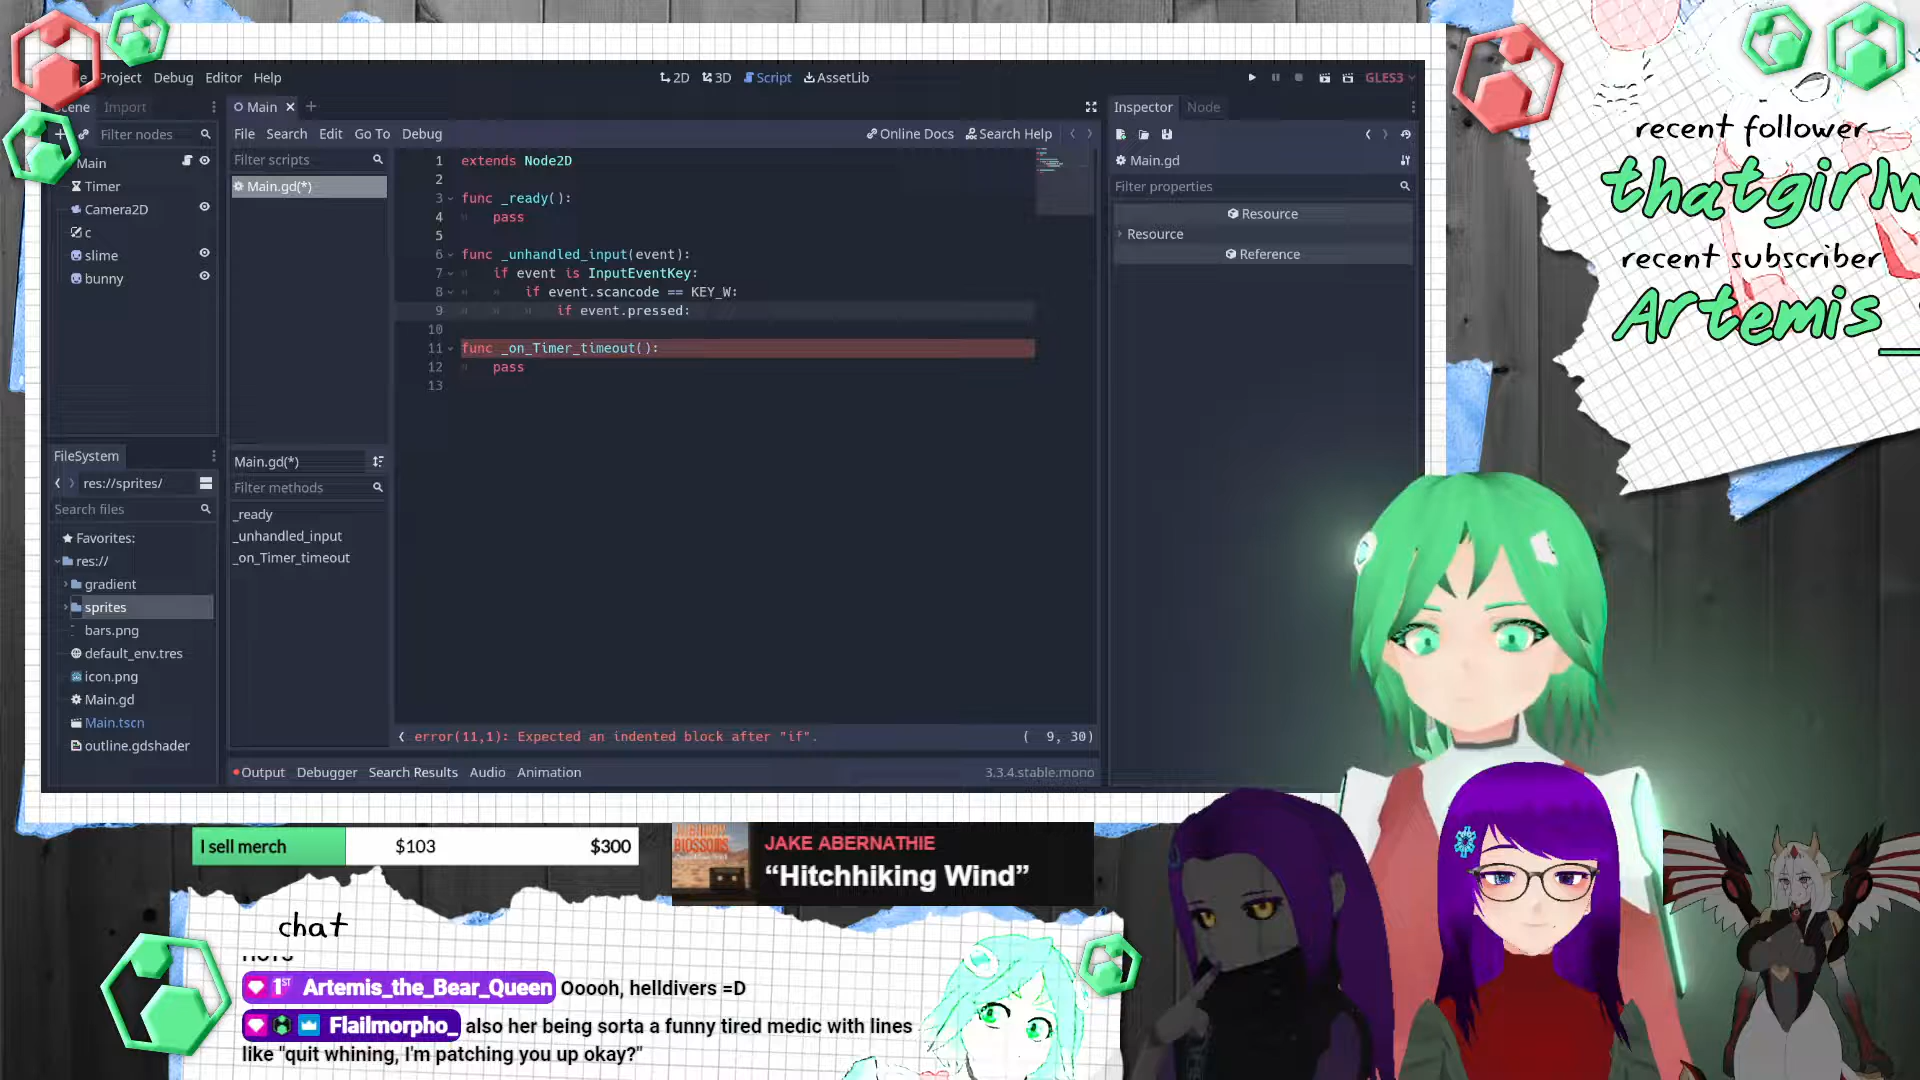 Project Debug Editor Help
2D 3D Script AssetLib
GLES3
Scene Import
Filter nodes
Main
Timer
Camera2D
c
slime
bunny
FileSystem
res://sprites/
Search files
Favorites:
res://
gradient
sprites
bars.png
default_env.tres
icon.png
Main.gd
Main.tscn
outline.gdshader
Main
File Search Edit Go To Debug
Online Docs Search Help
Filter scripts
Main.gd(*)
Main.gd(*)
Filter methods
_ready
_unhandled_input
_on_Timer_timeout
1 extends Node2D
2
3 func _ready():
4 pass
5
6 func _unhandled_input(event):
7 if event is InputEventKey:
8 if event.scancode == KEY_W:
9 if event.pressed:
10
11 func _on_Timer_timeout():
12 pass
13
error(11,1): Expected an indented block after "if".
( 9, 30)
Output Debugger Search Results Audio Animation
3.3.4.stable.mono
Inspector Node
Main.gd
Filter properties
Resource
Resource
Reference
recent follower
thatgirlw
recent subscriber
Artemis_
I sell merch $103 $300
JAKE ABERNATHIE
“Hitchhiking Wind”
chat
1ST Artemis_the_Bear_Queen Ooooh, helldivers =D
Flailmorpho_ also her being sorta a funny tired medic with lines
like "quit whining, I'm patching you up okay?"